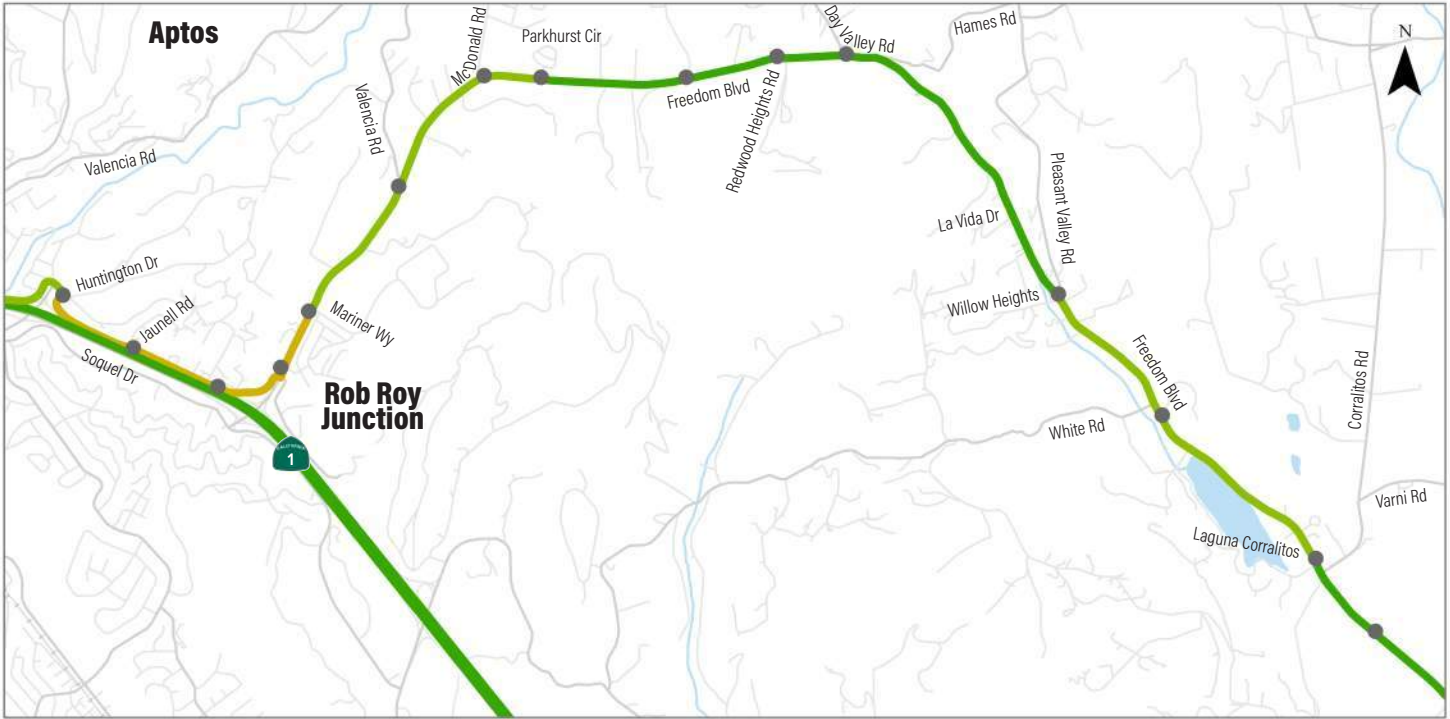 Aptos
McDonald Rd
Parkhurst Cir
Day Valley Rd
Hames Rd
N
Valencia Rd
Freedom Blvd
Redwood Heights Rd
Valencia Rd
Pleasant Valley Rd
La Vida Dr
Huntington Dr
Jaunell Rd
Mariner Wy
Willow Heights
Soquel Dr
Freedom Blvd
Corralitos Rd
Rob Roy
Junction
White Rd
1
Varni Rd
Laguna Corralitos